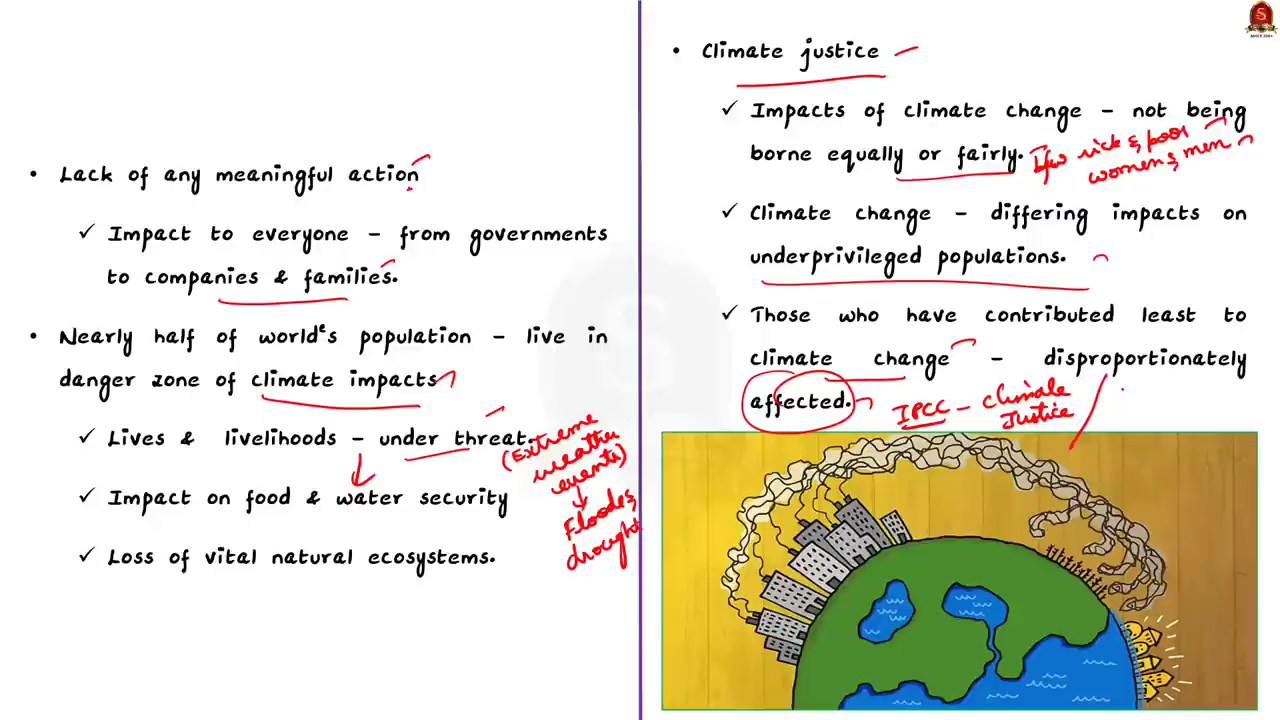 • Lack of any meaningful action
✓ Impact to everyone – from governments
to companies & families.
• Nearly half of world's population – live in
danger zone of climate impacts
✓ Lives & livelihoods – under threat.
(Extreme
weather
events)
Floods,
drought
✓ Impact on food & water security
✓ Loss of vital natural ecosystems.
• Climate justice
✓ Impacts of climate change – not being
borne equally or fairly.
rich & poor
women & men
✓ Climate change – differing impacts on
underprivileged populations.
✓ Those who have contributed least to
climate change – disproportionately
affected.
IPCC – climate
Justice
S